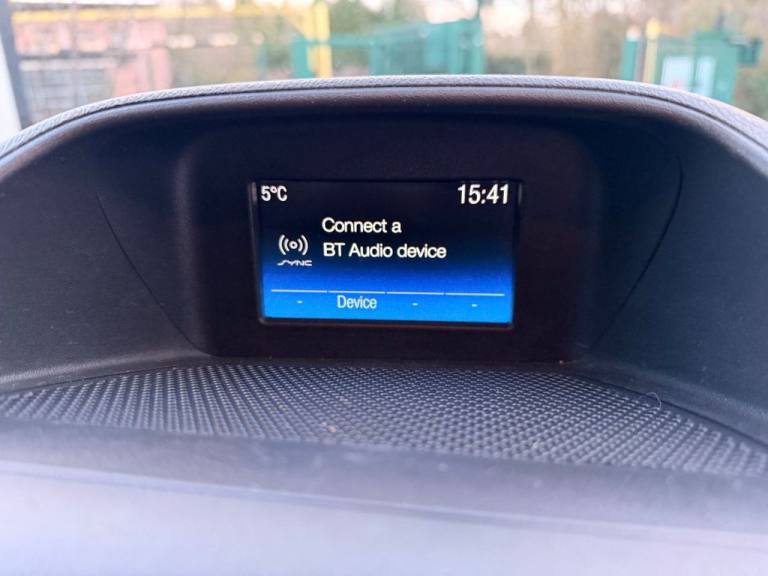 5°C 15:41
Connect a
BT Audio device
SYNC
- Device - -